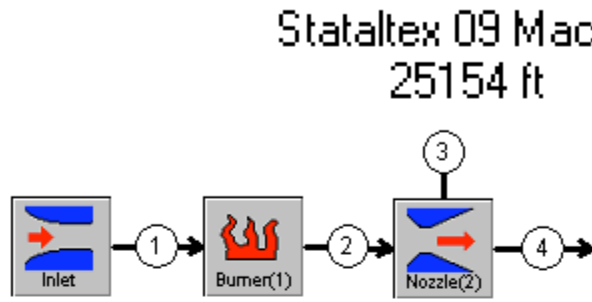 Stataltex 09 Mac
25154 ft
3
1
2
4
Inlet
Burner(1)
Nozzle(2)